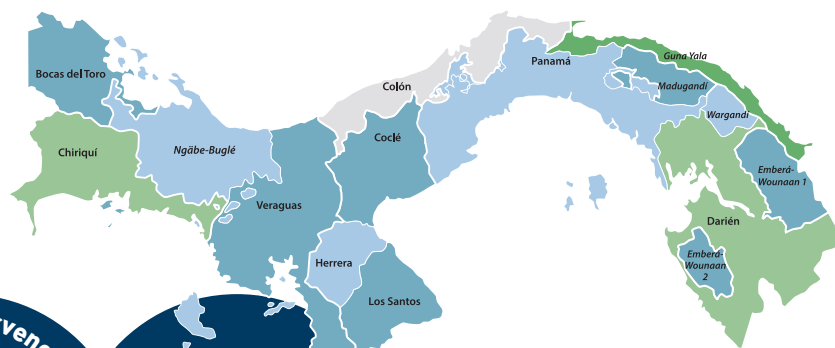 Guna Yala
Panamá
Bocas del Toro
Colón
Madugandí
Wargandí
Coclé
Chiriquí
Ngäbe-Buglé
Emberá-
Wounaan 1
Veraguas
Darién
Herrera
Emberá-
Wounaan
2
Los Santos